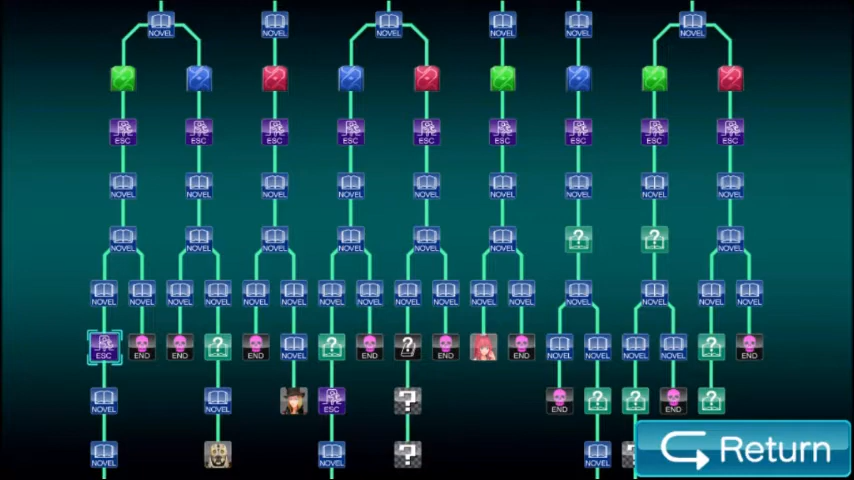 NOVEL NOVEL NOVEL NOVEL NOVEL NOVEL
ESC ESC ESC ESC ESC ESC ESC ESC ESC
NOVEL NOVEL NOVEL NOVEL NOVEL NOVEL NOVEL NOVEL NOVEL
NOVEL NOVEL NOVEL NOVEL NOVEL NOVEL ? ? NOVEL
NOVEL NOVEL NOVEL NOVEL NOVEL NOVEL NOVEL NOVEL NOVEL NOVEL NOVEL NOVEL NOVEL NOVEL NOVEL NOVEL
ESC END END ? END NOVEL ? END ? END END NOVEL NOVEL NOVEL NOVEL ? END
NOVEL NOVEL ESC ? END ? ? END ?
NOVEL NOVEL ? NOVEL ? Return